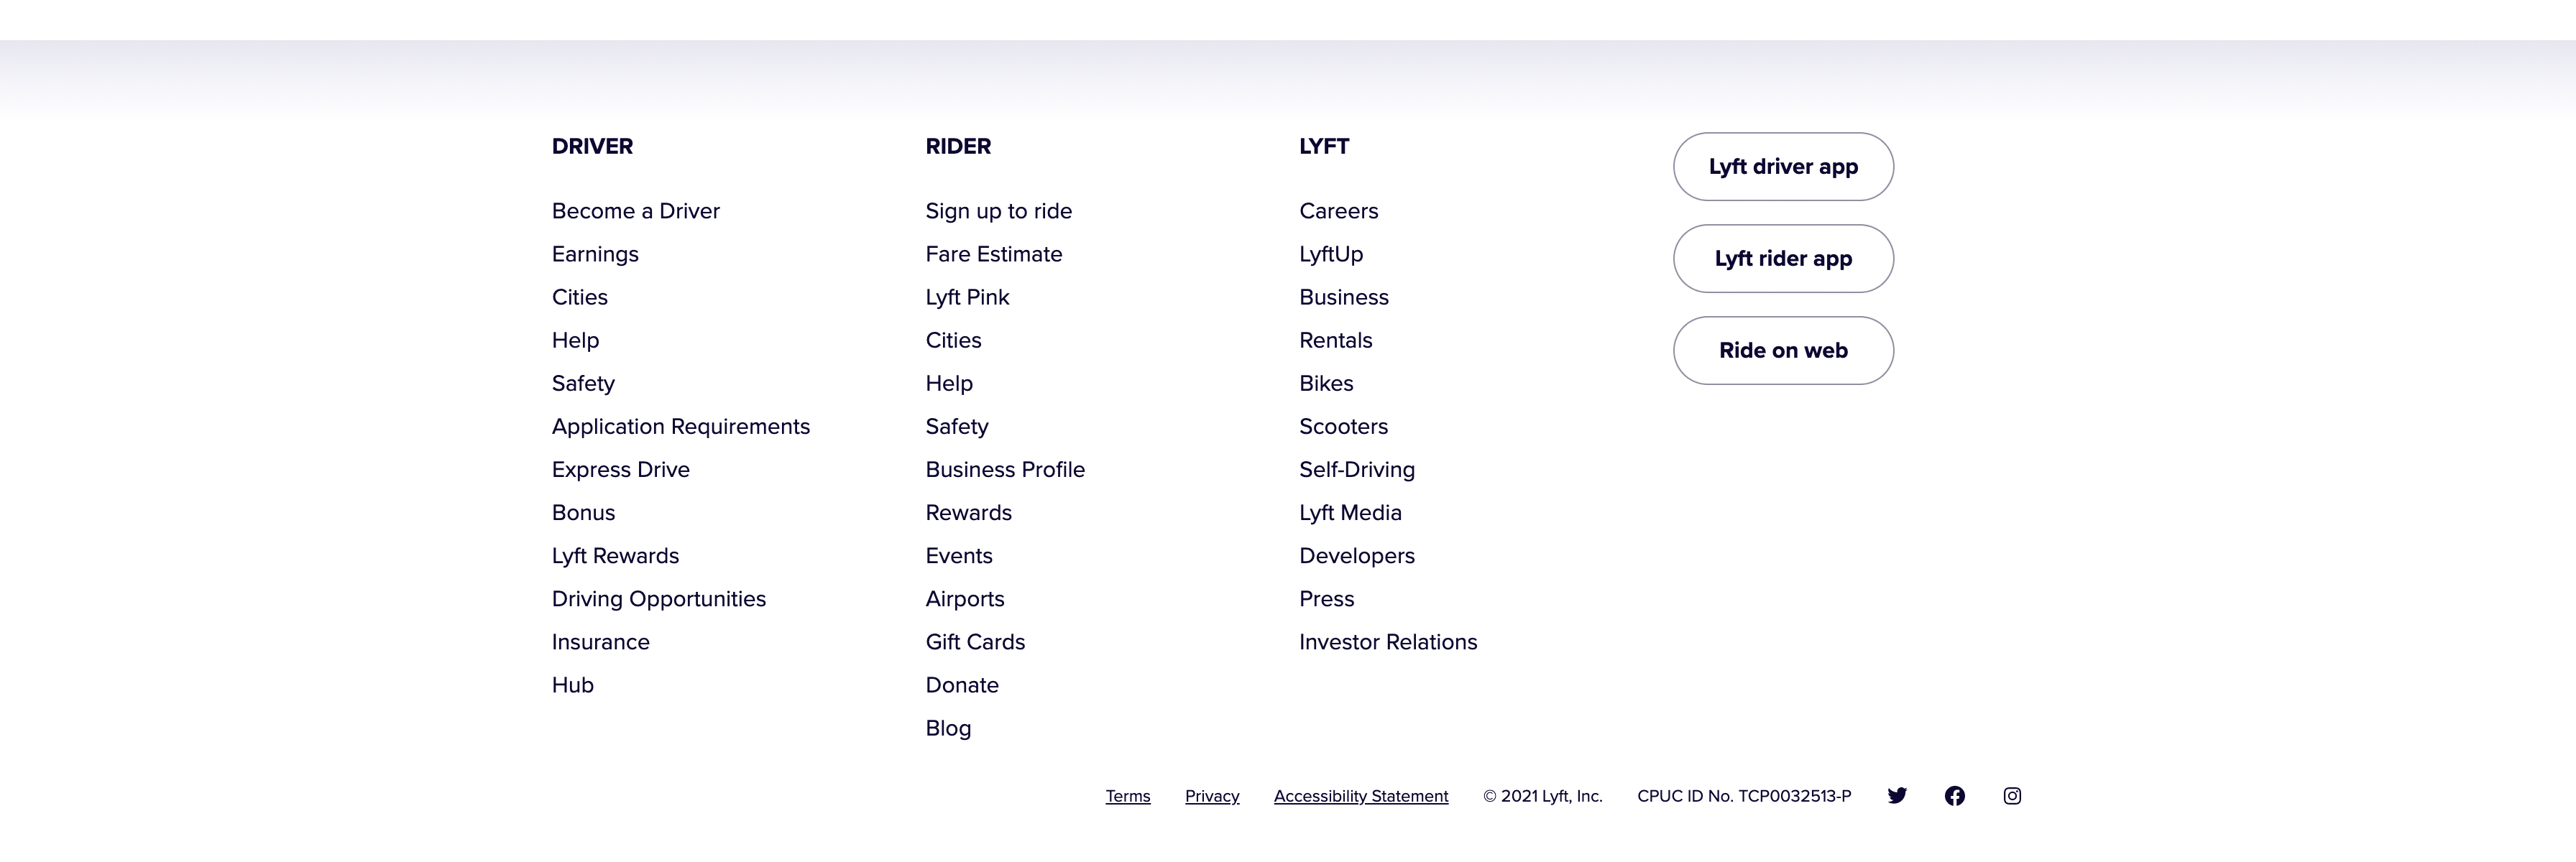 DRIVER
Become a Driver
Earnings
Cities
Help
Safety
Application Requirements
Express Drive
Bonus
Lyft Rewards
Driving Opportunities
Insurance
Hub
RIDER
Sign up to ride
Fare Estimate
Lyft Pink
Cities
Help
Safety
Business Profile
Rewards
Events
Airports
Gift Cards
Donate
Blog
LYFT
Careers
LyftUp
Business
Rentals
Bikes
Scooters
Self-Driving
Lyft Media
Developers
Press
Investor Relations
Lyft driver app
Lyft rider app
Ride on web
Terms Privacy Accessibility Statement © 2021 Lyft, Inc. CPUC ID No. TCP0032513-P